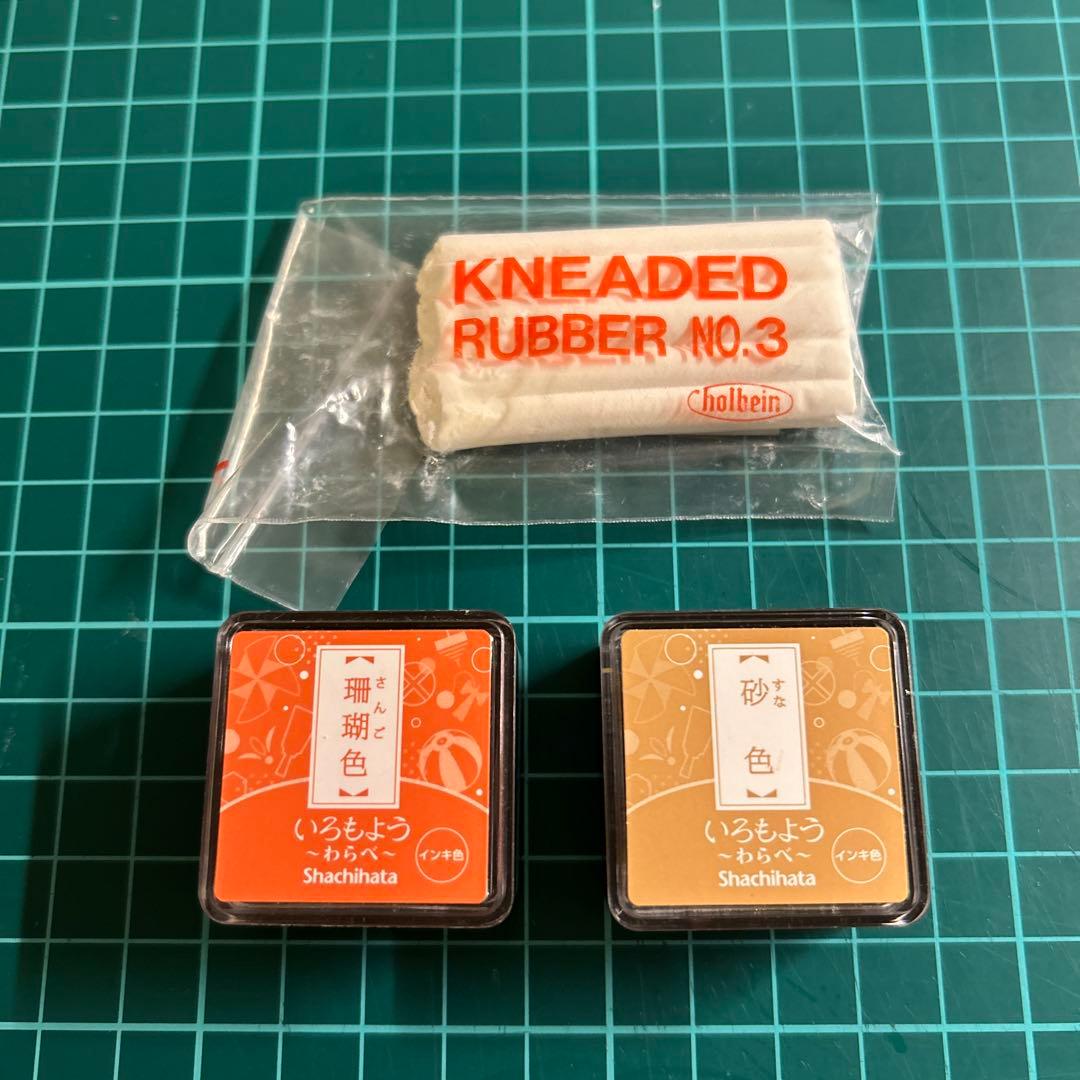 KNEADED
RUBBER NO.3
holbein
【珊瑚色】
さんご
いろもよう
～わらべ～
インキ色
Shachihata
【砂色】
すな
いろもよう
～わらべ～
インキ色
Shachihata